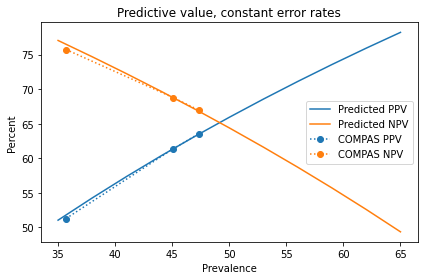 Predictive value, constant error rates
Percent
75
70
65
60
55
50
Predicted PPV
Predicted NPV
COMPAS PPV
COMPAS NPV
35 40 45 50 55 60 65
Prevalence